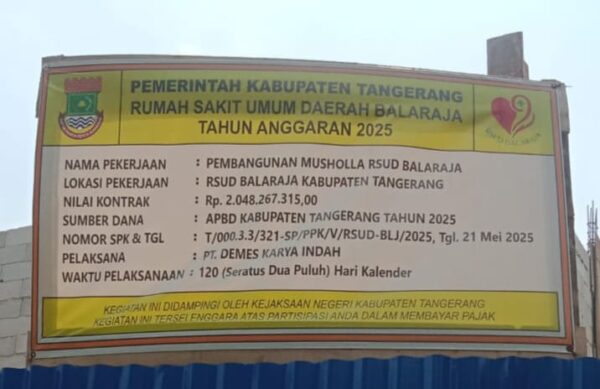 PEMERINTAH KABUPATEN TANGERANG
RUMAH SAKIT UMUM DAERAH BALARAJA
TAHUN ANGGARAN 2025
RSUD BALARAJA
NAMA PEKERJAAN : PEMBANGUNAN MUSHOLLA RSUD BALARAJA
LOKASI PEKERJAAN : RSUD BALARAJA KABUPATEN TANGERANG
NILAI KONTRAK : Rp. 2.048.267.315,00
SUMBER DANA : APBD KABUPATEN TANGERANG TAHUN 2025
NOMOR SPK & TGL : T/000.3.3/321-SP/PPK/V/RSUD-BLJ/2025, Tgl. 21 Mei 2025
PELAKSANA : PT. DEMES KARYA INDAH
WAKTU PELAKSANAAN : 120 (Seratus Dua Puluh) Hari Kalender
KEGIATAN INI DIDAMPINGI OLEH KEJAKSAAN NEGERI KABUPATEN TANGERANG
KEGIATAN INI TERSELENGGARA ATAS PARTISIPASI ANDA DALAM MEMBAYAR PAJAK